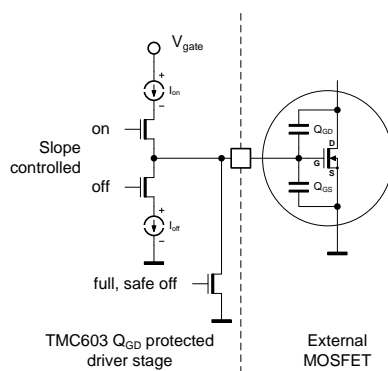 V gate
+
I on
−
on
Slope
controlled
off
+
I off
−
full, safe off
Q GD
D
G
S
Q GS
TMC603 Q GD protected
driver stage
External
MOSFET